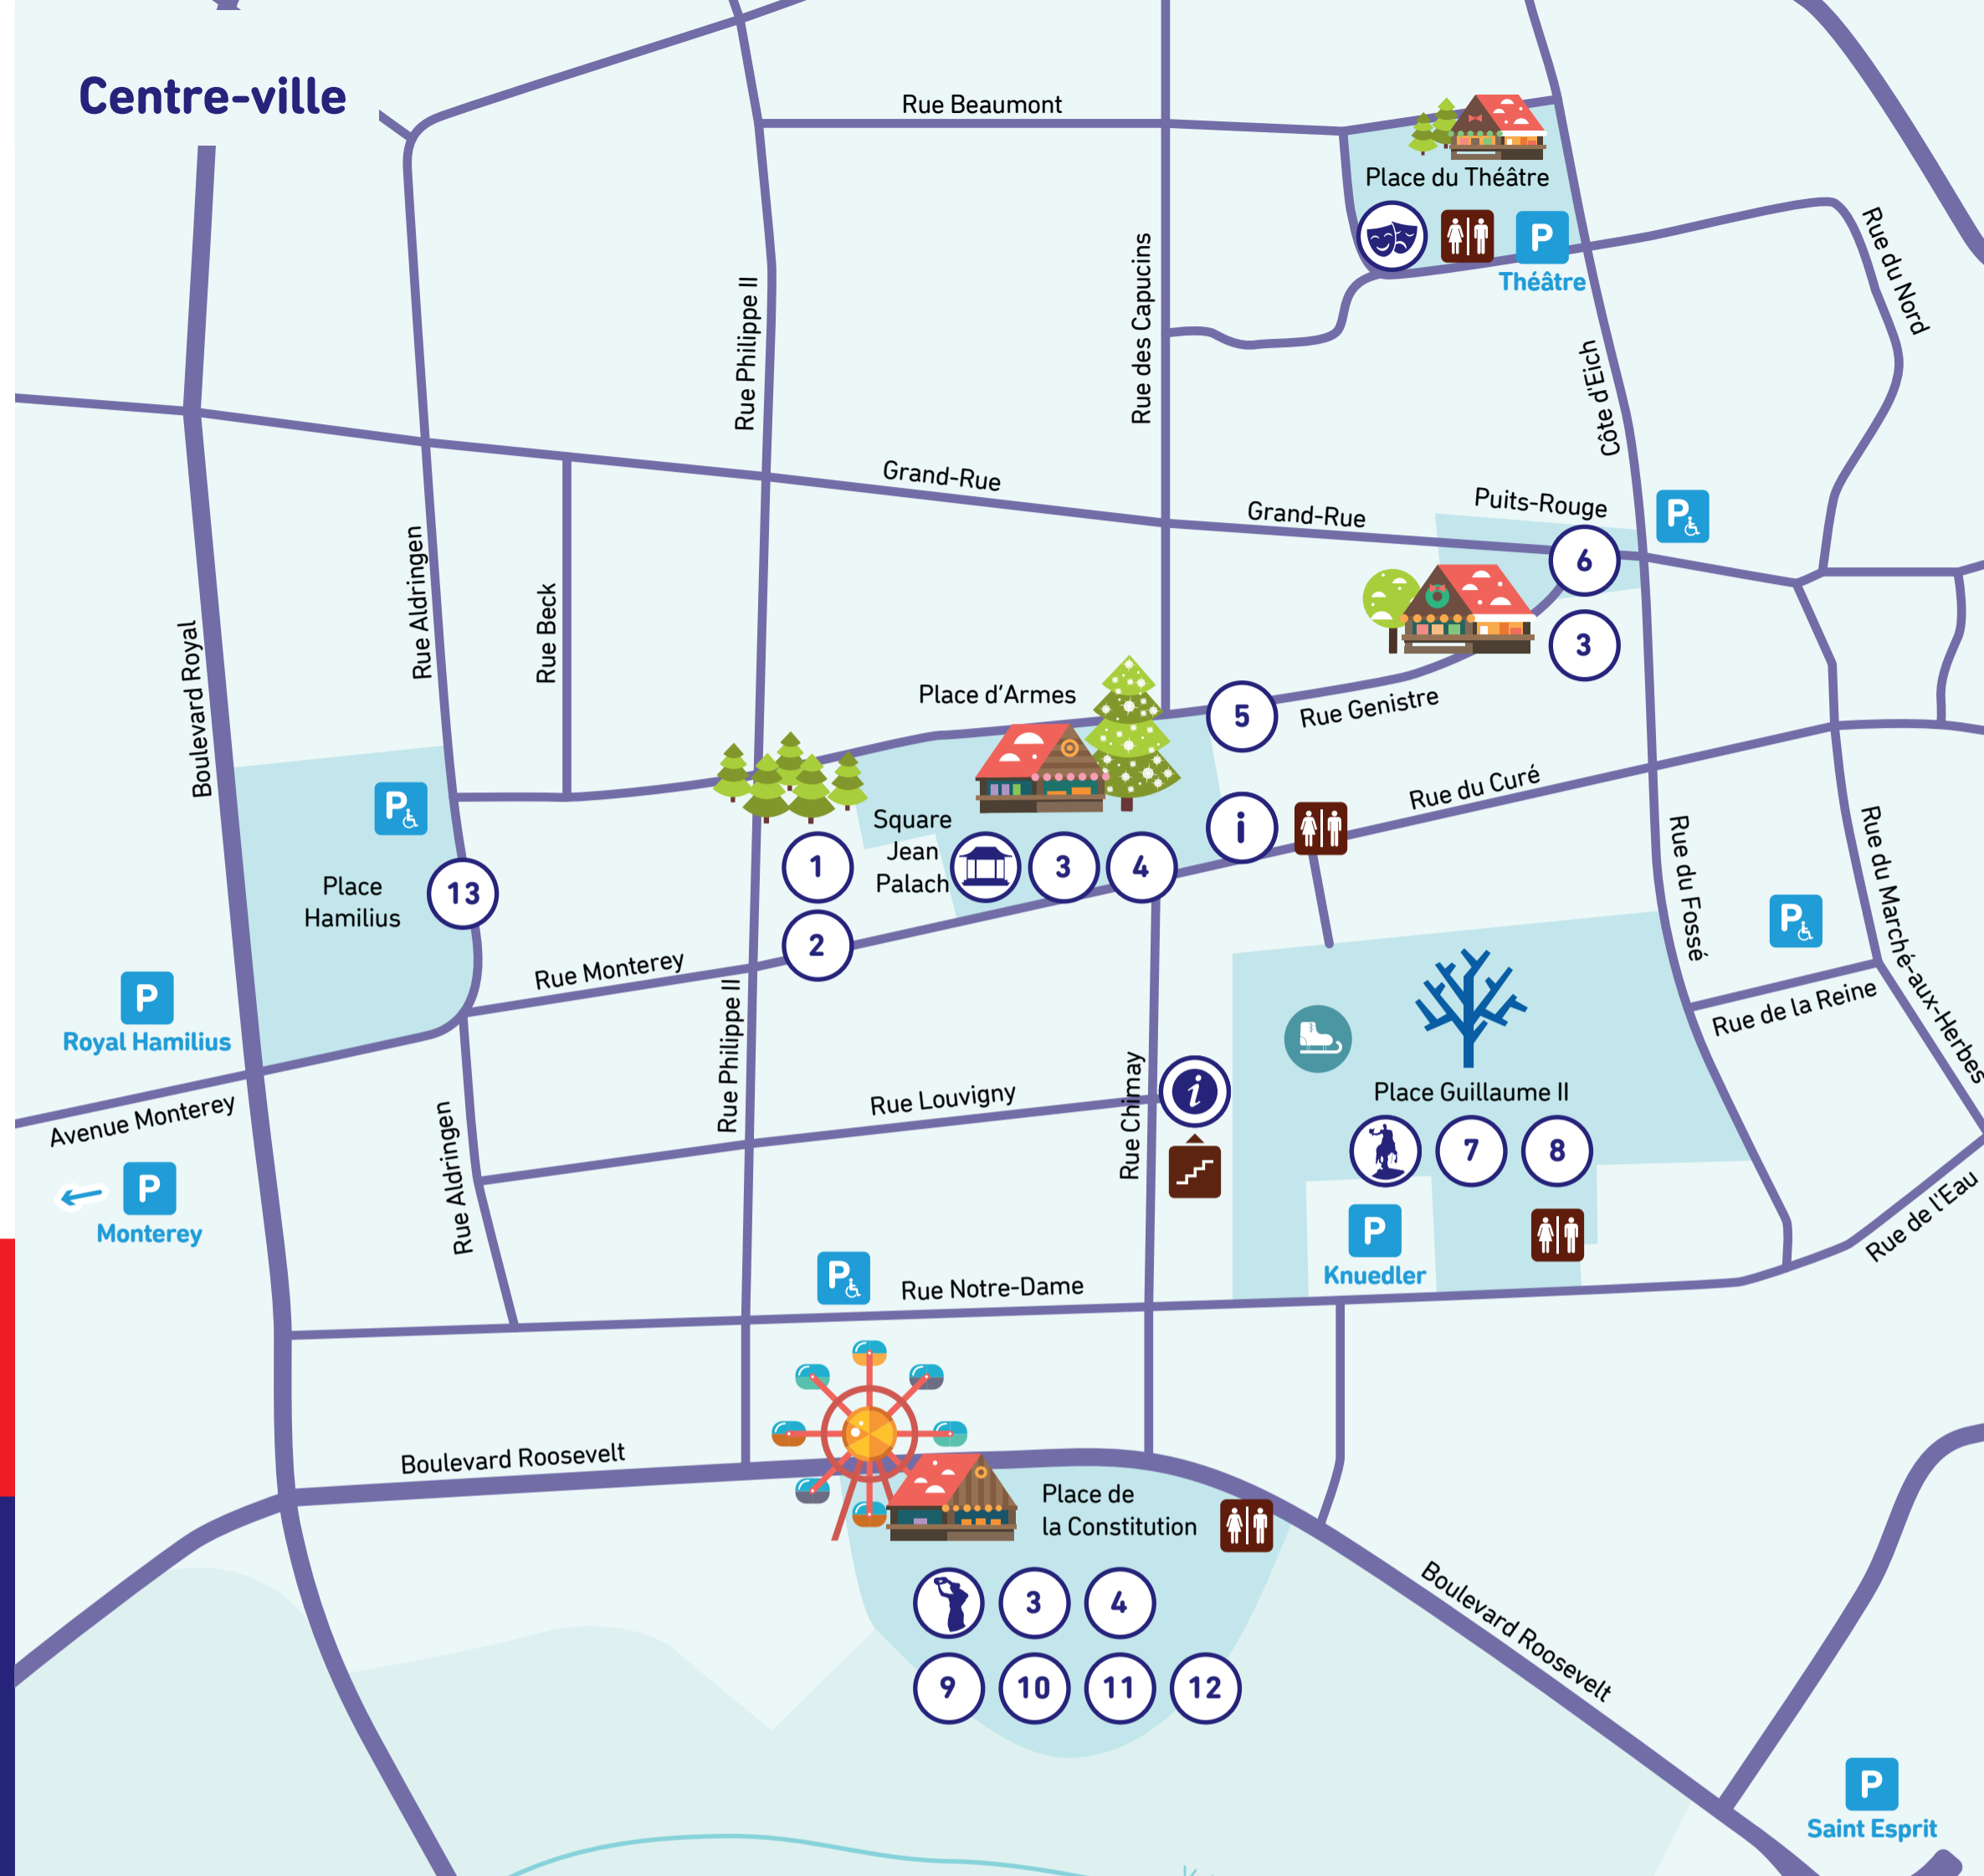 Centre-ville
Rue Beaumont
Place du Théâtre
P
Théâtre
Rue du Nord
Rue Philippe II
Rue des Capucins
Côte d'Eich
Grand-Rue
Grand-Rue
Puits-Rouge
P
6
3
Rue Aldringen
Rue Beck
Boulevard Royal
Place d'Armes
5
Rue Genistre
P
Place
Hamilius
13
Square
Jean
Palach
1
2
3
4
i
Rue du Curé
Rue du Fossé
Rue du Marché-aux-Herbes
P
Rue de la Reine
Rue Monterey
P
Royal Hamilius
Avenue Monterey
P
Monterey
Rue Aldringen
Rue Philippe II
Rue Louvigny
Rue Chimay
i
Place Guillaume II
7
8
P
Knuedler
Rue de l'Eau
P
Rue Notre-Dame
Boulevard Roosevelt
Place de
la Constitution
3
4
9
10
11
12
Boulevard Roosevelt
P
Saint Esprit